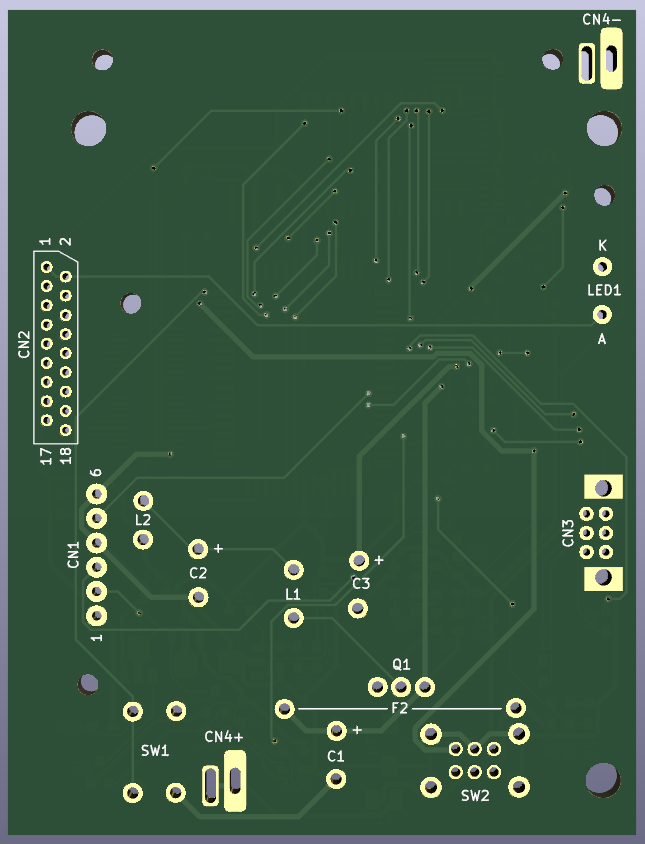 CN4-
K
LED1
A
1 2
CN2
17 18
6
CN1
1
L2
+
C2
L1
+
C3
CN3
Q1
F2
+
C1
SW1
CN4+
SW2